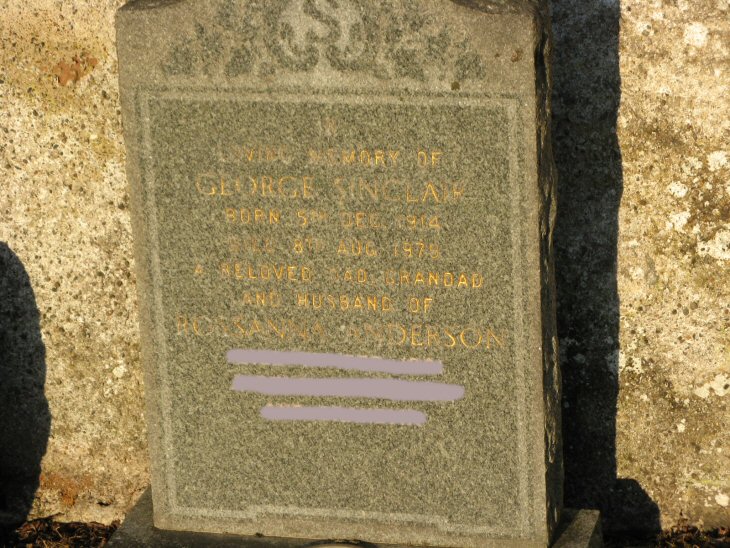 IN
LOVING MEMORY OF
GEORGE SINCLAIR
BORN 5TH DEC. 1914
DIED 8TH AUG. 1978
A BELOVED DAD, GRANDAD
AND HUSBAND OF
ANDERSON